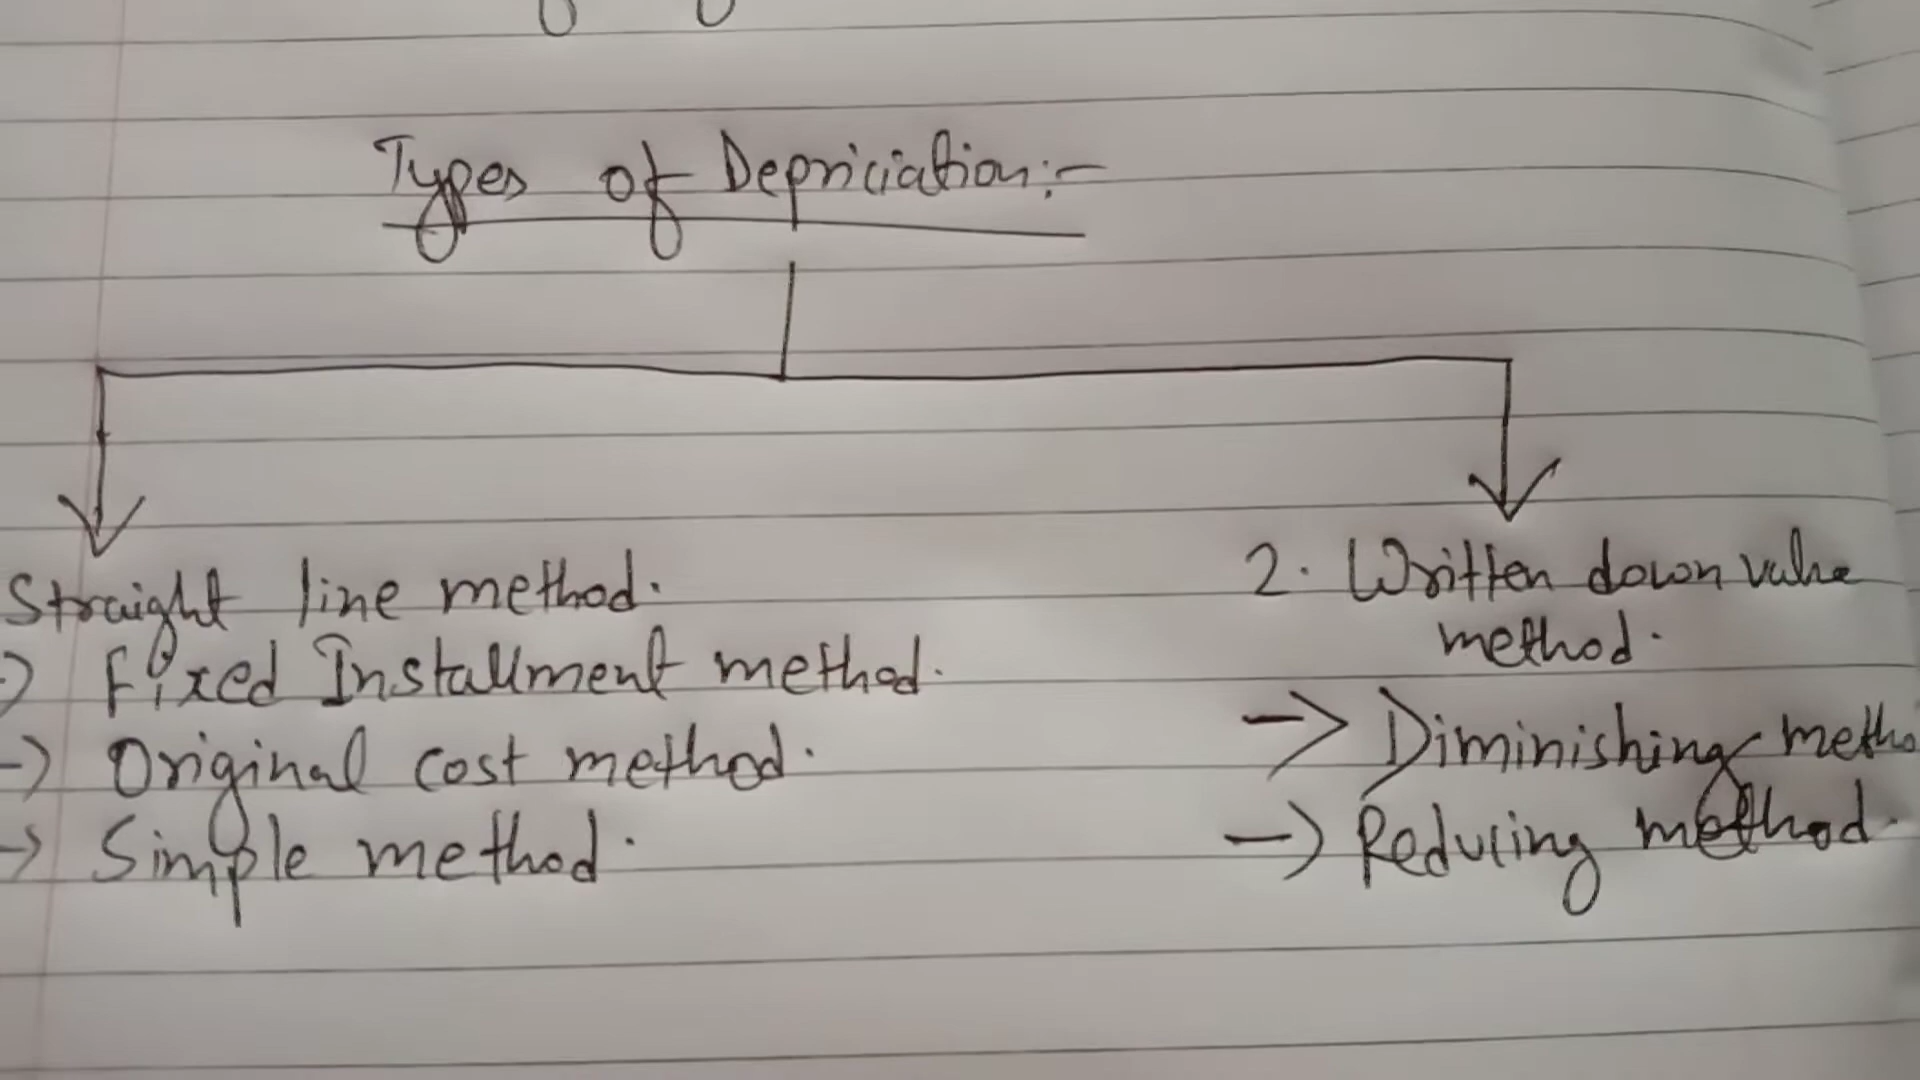 Types of Depriciation:-
Straight line method.
-> Fixed Installment method.
-> Original cost method.
-> Simple method.
2. Written down value
method.
-> Diminishing metho
-> Reducing method.